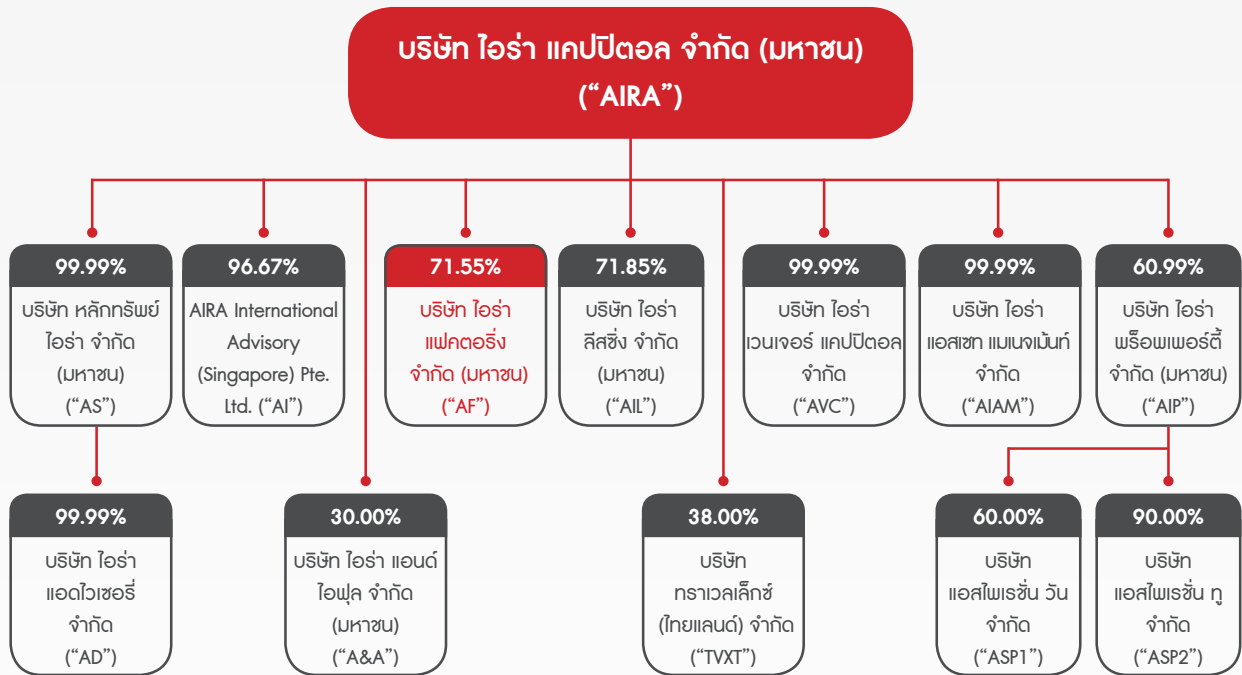 บริษัท ไอร่า แคปปิตอล จำกัด (มหาชน)
(“AIRA”)
99.99%
บริษัท หลักทรัพย์
ไอร่า จำกัด
(มหาชน)
(“AS”)
96.67%
AIRA International
Advisory
(Singapore) Pte.
Ltd. (“AI”)
71.55%
บริษัท ไอร่า
แฟคตอริ่ง
จำกัด (มหาชน)
(“AF”)
71.85%
บริษัท ไอร่า
ลีสซิ่ง จำกัด
(มหาชน)
(“AIL”)
99.99%
บริษัท ไอร่า
เวนเจอร์ แคปปิตอล
จำกัด
(“AVC”)
99.99%
บริษัท ไอร่า
แอสเซท แมเนจเม้นท์
จำกัด
(“AIAM”)
60.99%
บริษัท ไอร่า
พร็อพเพอร์ตี้
จำกัด (มหาชน)
(“AIP”)
99.99%
บริษัท ไอร่า
แอดไวเซอรี่
จำกัด
(“AD”)
30.00%
บริษัท ไอร่า แอนด์
ไอฟุล จำกัด
(มหาชน)
(“A&A”)
38.00%
บริษัท
ทราเวลเล็กซ์
(ไทยแลนด์) จำกัด
(“TVXT”)
60.00%
บริษัท
แอสไพเรชั่น วัน
จำกัด
(“ASP1”)
90.00%
บริษัท
แอสไพเรชั่น ทู
จำกัด
(“ASP2”)